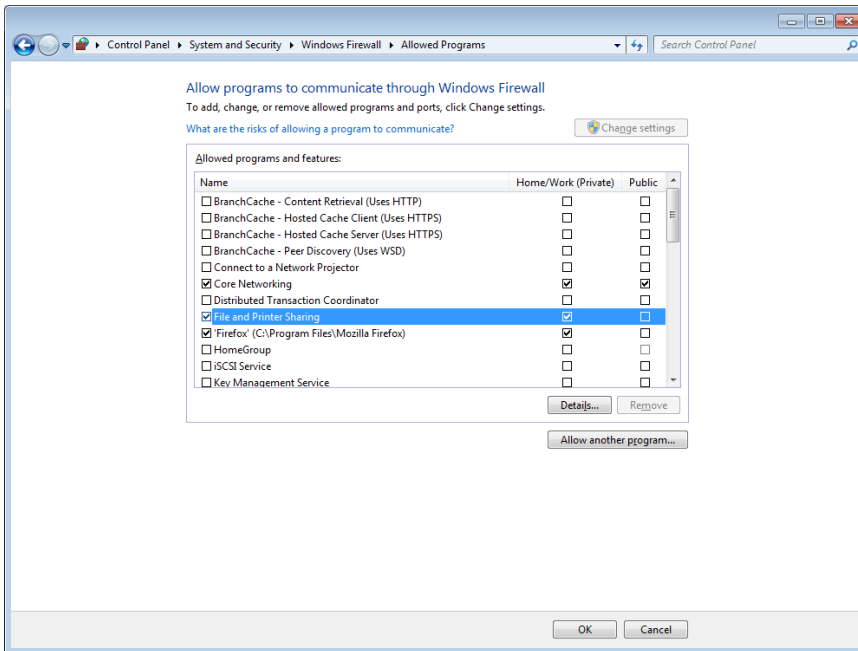 Control Panel System and Security Windows Firewall Allowed Programs Search Control Panel
Allow programs to communicate through Windows Firewall
To add, change, or remove allowed programs and ports, click Change settings.
What are the risks of allowing a program to communicate? Change settings
Allowed programs and features:
Name Home/Work (Private) Public
BranchCache - Content Retrieval (Uses HTTP)
BranchCache - Hosted Cache Client (Uses HTTPS)
BranchCache - Hosted Cache Server (Uses HTTPS)
BranchCache - Peer Discovery (Uses WSD)
Connect to a Network Projector
Core Networking
Distributed Transaction Coordinator
File and Printer Sharing
'Firefox' (C:\Program Files\Mozilla Firefox)
HomeGroup
iSCSI Service
Key Management Service
Details... Remove
Allow another program...
OK Cancel